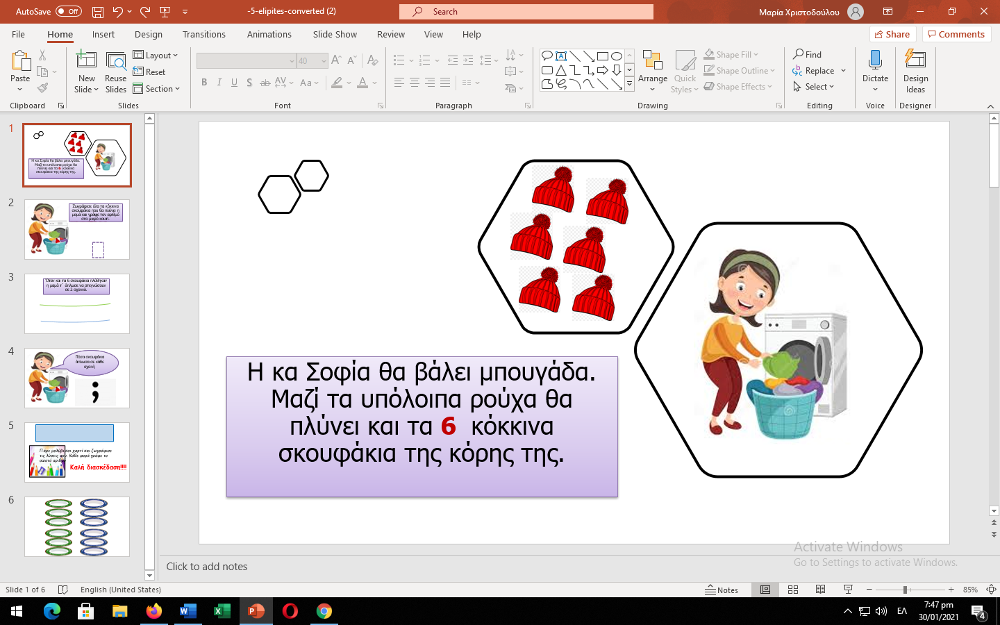 AutoSave Off
-5-elipites-converted (2)
Search
Μαρία Χριστοδούλου
File Home Insert Design Transitions Animations Slide Show Review View Help
Share Comments
Paste
Clipboard
New Slide
Reuse Slides
Layout
Reset
Section
Slides
40
B I U S ab AV Aa A
Font
Paragraph
Arrange
Quick Styles
Shape Fill
Shape Outline
Shape Effects
Drawing
Find
Replace
Select
Editing
Dictate
Voice
Design Ideas
Designer
1
Η κα Σοφία θα βάλει μπουγάδα.
Μαζί τα υπόλοιπα ρούχα θα
πλύνει και τα 6 κόκκινα
σκουφάκια της κόρης της.
2
Ζωγράφισε όλα τα κόκκινα
σκουφάκια που θα πλύνει η
μαμά και γράψε τον αριθμό
στο μικρό κουτί.
3
Όταν και τα 6 σκουφάκια πλύθηκαν
η μαμά τ΄ άπλωσε να στεγνώσουν
σε 2 σχοινιά.
4
Πόσα σκουφάκια
άπλωσα σε κάθε
σχοινί;
;
5
Πάρε μολύβι και χαρτί και ζωγράφισε
τις λύσεις σου. Κάθε φορά γράψε το
σωστό αριθμό
Καλή διασκέδαση!!!!
6
Η κα Σοφία θα βάλει μπουγάδα.
Μαζί τα υπόλοιπα ρούχα θα
πλύνει και τα 6 κόκκινα
σκουφάκια της κόρης της.
Activate Windows
Go to Settings to activate Windows.
Click to add notes
Slide 1 of 6 English (United States)
Notes
85%
ΕΛ
7:47 pm
30/01/2021
4